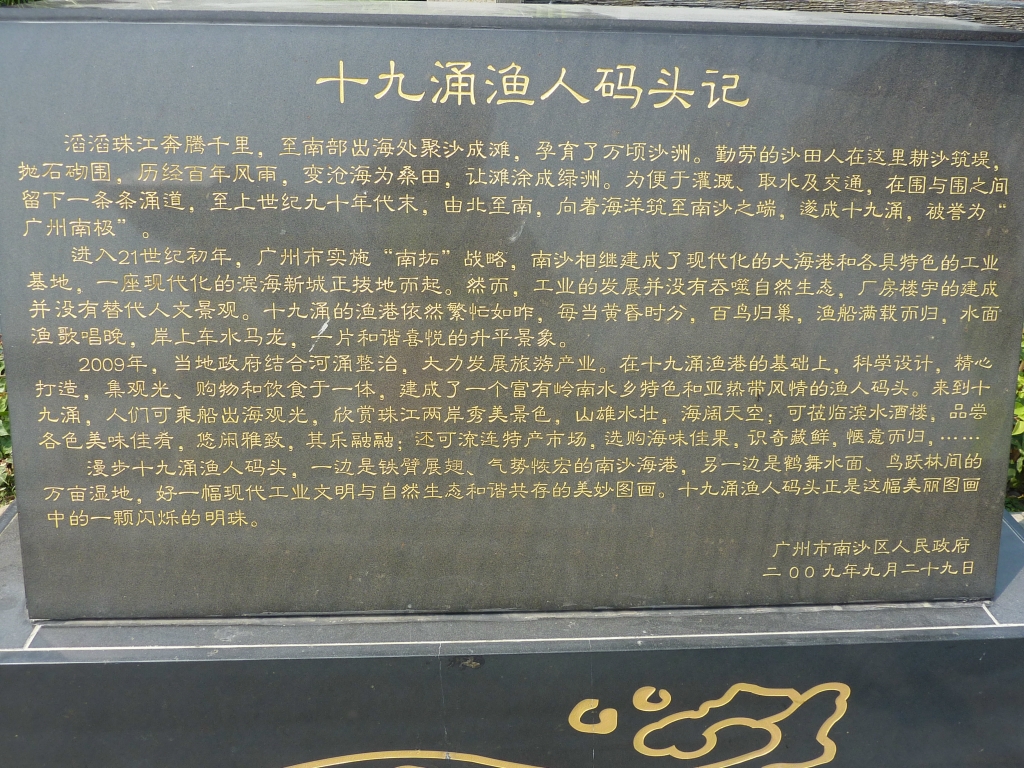 十九涌渔人码头记
滔滔珠江奔腾千里，至南部出海处聚沙成滩，孕育了万顷沙洲。勤劳的沙田人在这里耕沙筑堤，
抛石砌围，历经百年风雨，变沧海为桑田，让滩涂成绿洲。为便于灌溉、取水及交通，在围与围之间
留下一条条涌道，至上世纪九十年代末，由北至南，向着海洋筑至南沙之端，遂成十九涌，被誉为“
广州南极”。
进入21世纪初年，广州市实施“南拓”战略，南沙相继建成了现代化的大海港和各具特色的工业
基地，一座现代化的滨海新城正拔地而起。然而，工业的发展并没有吞噬自然生态，厂房楼宇的建成
并没有替代人文景观。十九涌的渔港依然繁忙如昨，每当黄昏时分，百鸟归巢，渔船满载而归，水面
渔歌唱晚，岸上车水马龙，一片和谐喜悦的升平景象。
2009年，当地政府结合河涌整治，大力发展旅游产业。在十九涌渔港的基础上，科学设计，精心
打造，集观光、购物和饮食于一体，建成了一个富有岭南水乡特色和亚热带风情的渔人码头。来到十
九涌，人们可乘船出海观光，欣赏珠江两岸秀美景色，山雄水壮，海阔天空；可莅临滨水酒楼，品尝
各色美味佳肴，悠闲雅致，其乐融融；还可流连特产市场，选购海味佳果，识奇藏鲜，惬意而归，……
漫步十九涌渔人码头，一边是铁臂展翅、气势恢宏的南沙海港，另一边是鹤舞水面、鸟跃林间的
万亩湿地，好一幅现代工业文明与自然生态和谐共存的美妙图画。十九涌渔人码头正是这幅美丽图画
中的一颗闪烁的明珠。
广州市南沙区人民政府
二00九年九月二十九日